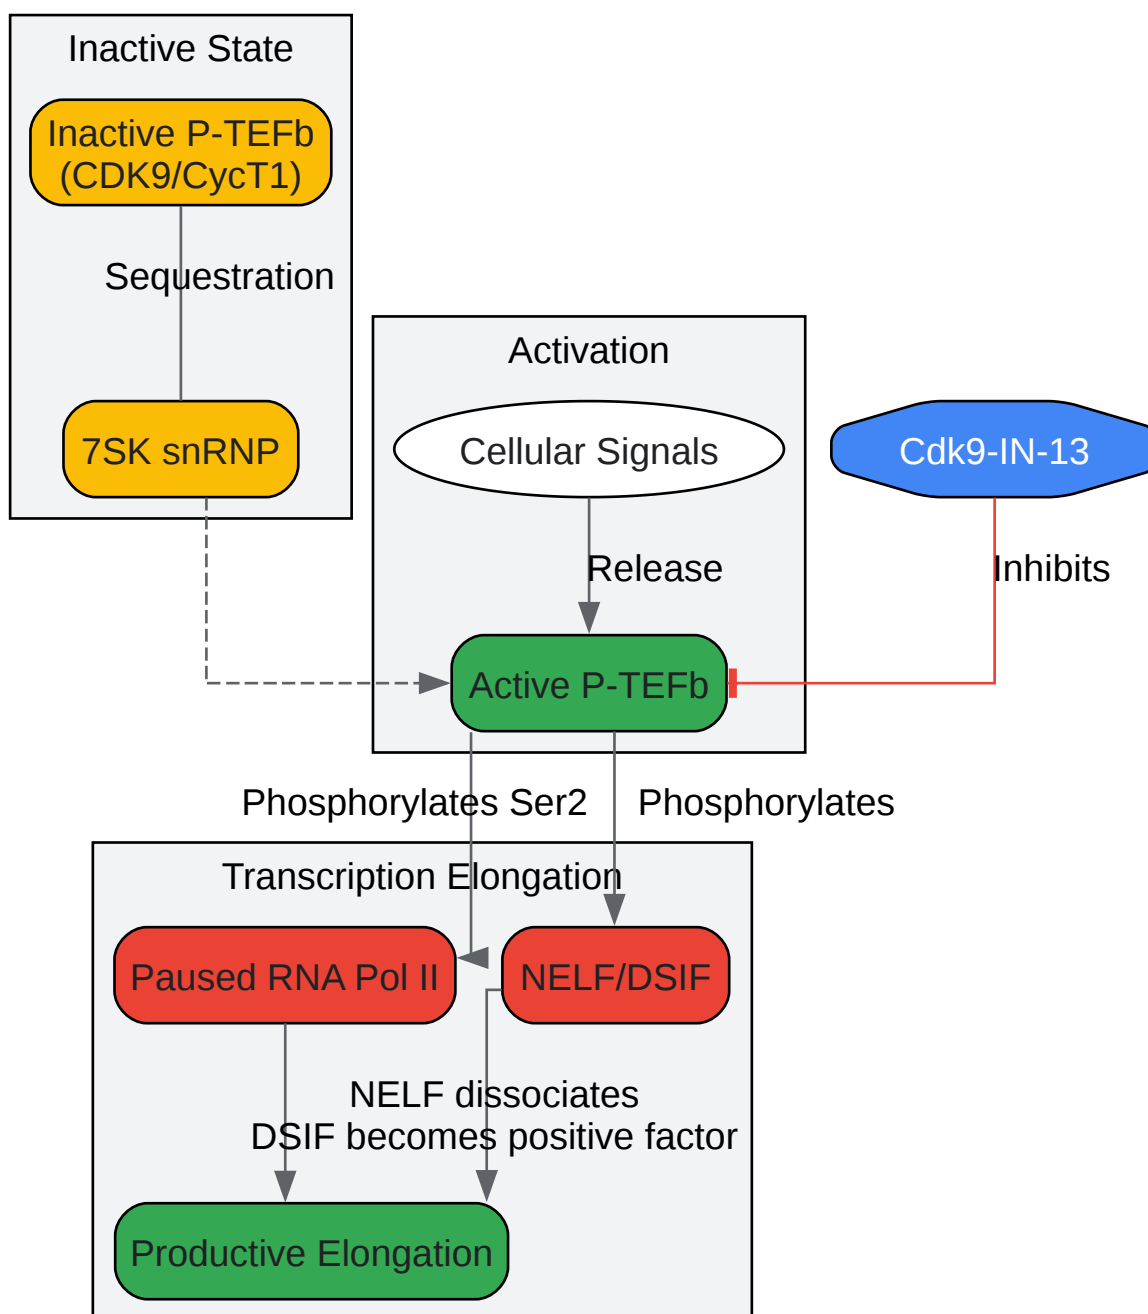 Inactive State
Inactive P-TEFb
(CDK9/CycT1)
Sequestration
7SK snRNP
Activation
Cellular Signals
Cdk9-IN-13
Release
Inhibits
Active P-TEFb
Phosphorylates Ser2
Phosphorylates
Transcription Elongation
Paused RNA Pol II
NELF/DSIF
NELF dissociates
DSIF becomes positive factor
Productive Elongation